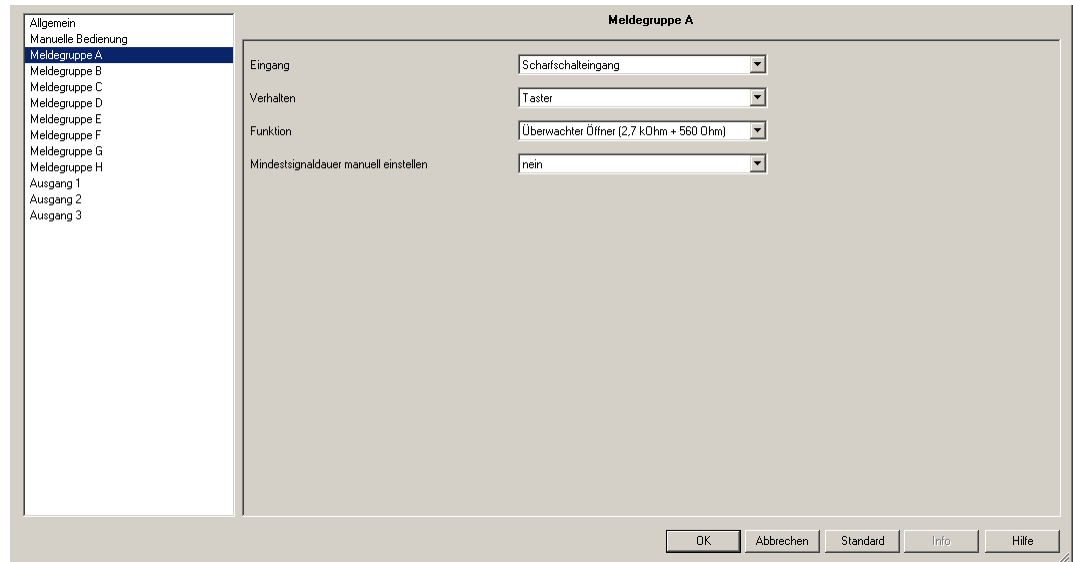 Allgemein
Manuelle Bedienung
Meldegruppe A
Meldegruppe B
Meldegruppe C
Meldegruppe D
Meldegruppe E
Meldegruppe F
Meldegruppe G
Meldegruppe H
Ausgang 1
Ausgang 2
Ausgang 3
Meldegruppe A
Eingang Scharfschalteingang
Verhalten Taster
Funktion Überwachter Öffner (2,7 kOhm + 560 Ohm)
Mindestsignaldauer manuell einstellen nein
OK Abbrechen Standard Info Hilfe